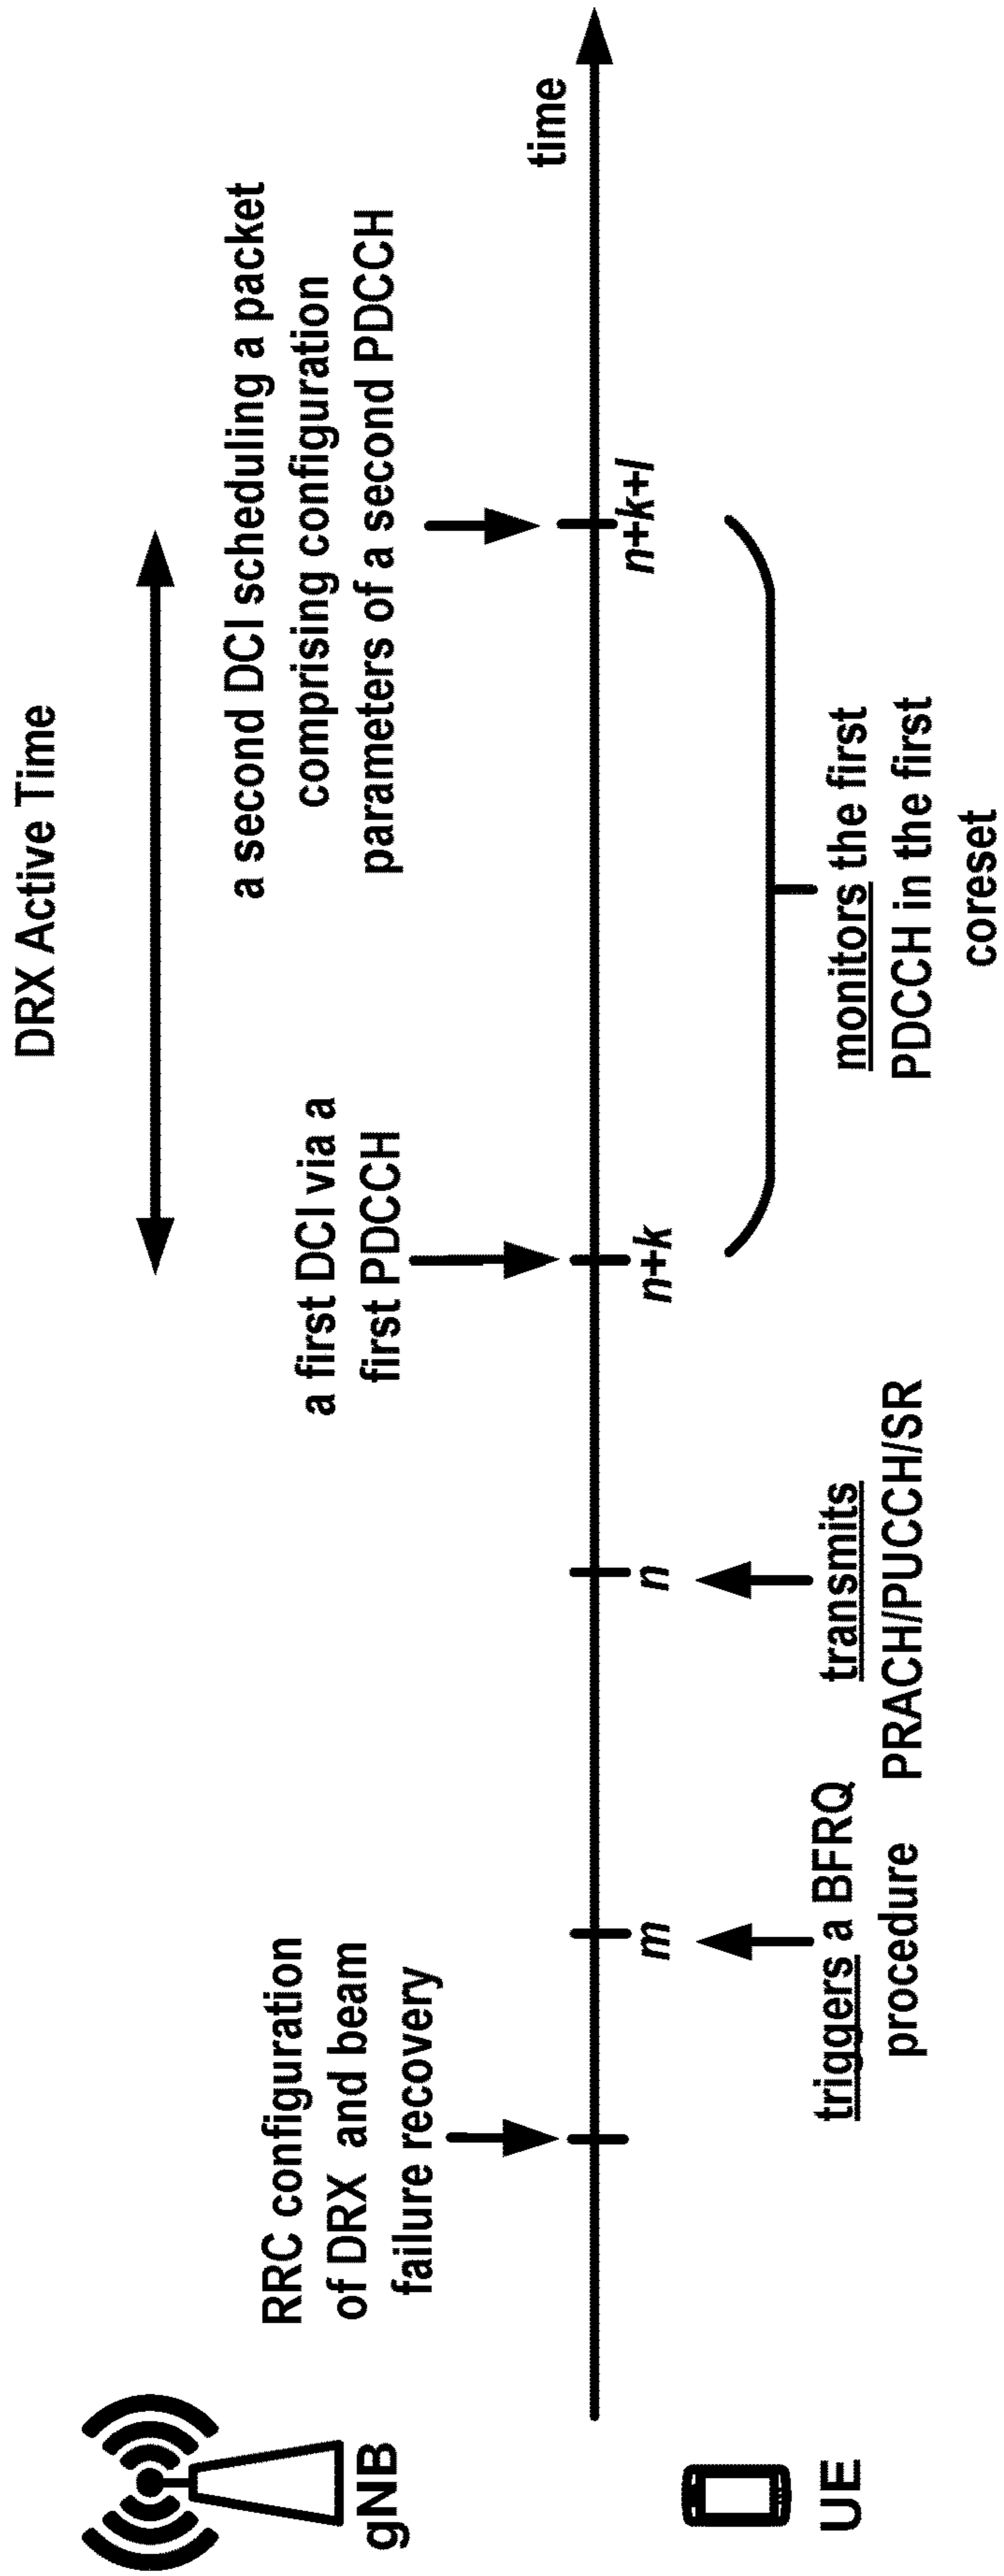 DRX Active Time
a second DCI scheduling a packet
comprising configuration
parameters of a second PDCCH
a first DCI via a
first PDCCH
RRC configuration
of DRX and beam
failure recovery
gNB
time
m
n
n+k
n+k+l
triggers a BFRQ
procedure
transmits
PRACH/PUCCH/SR
monitors the first
PDCCH in the first
coreset
UE